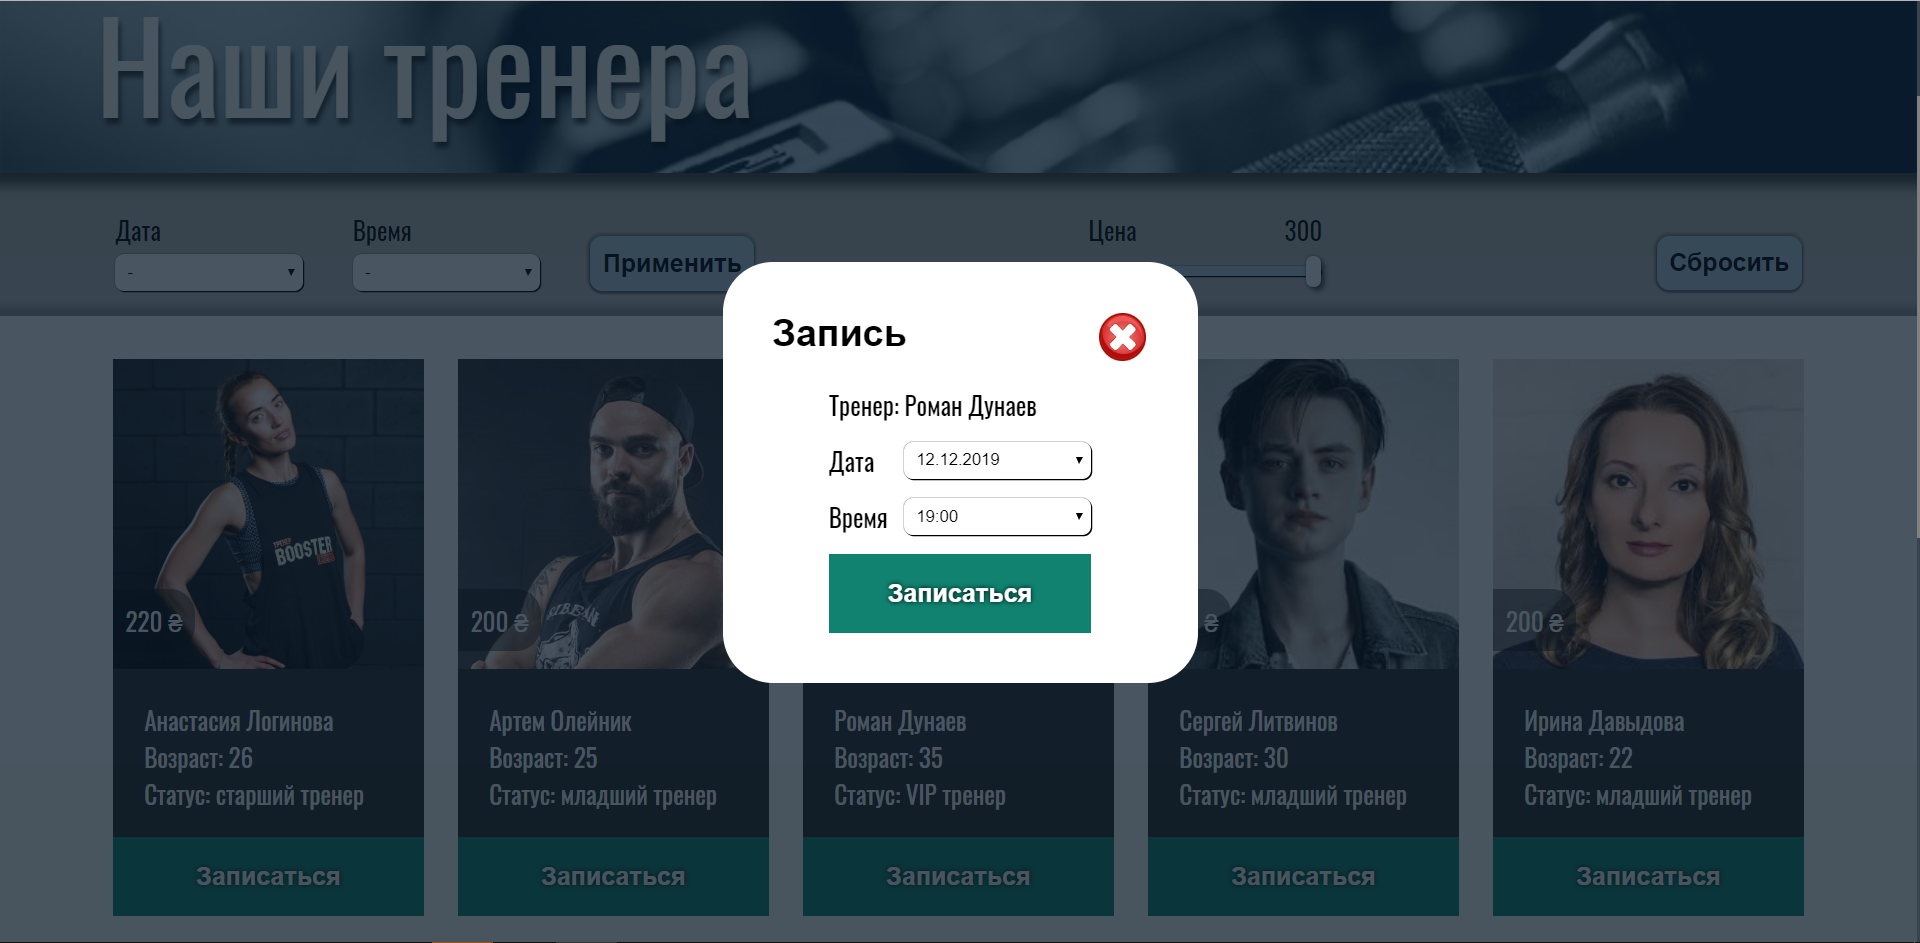 Наши тренера
Дата
Время
Применить
Цена
300
Сбросить
-
-
Запись
Тренер: Роман Дунаев
Дата
12.12.2019
Время
19:00
Записаться
ТРЕНЕР
BOOSTER
220 ₴
200 ₴
₴
200 ₴
Анастасия Логинова
Возраст: 26
Статус: старший тренер
Записаться
Артем Олейник
Возраст: 25
Статус: младший тренер
Записаться
Роман Дунаев
Возраст: 35
Статус: VIP тренер
Записаться
Сергей Литвинов
Возраст: 30
Статус: младший тренер
Записаться
Ирина Давыдова
Возраст: 22
Статус: младший тренер
Записаться